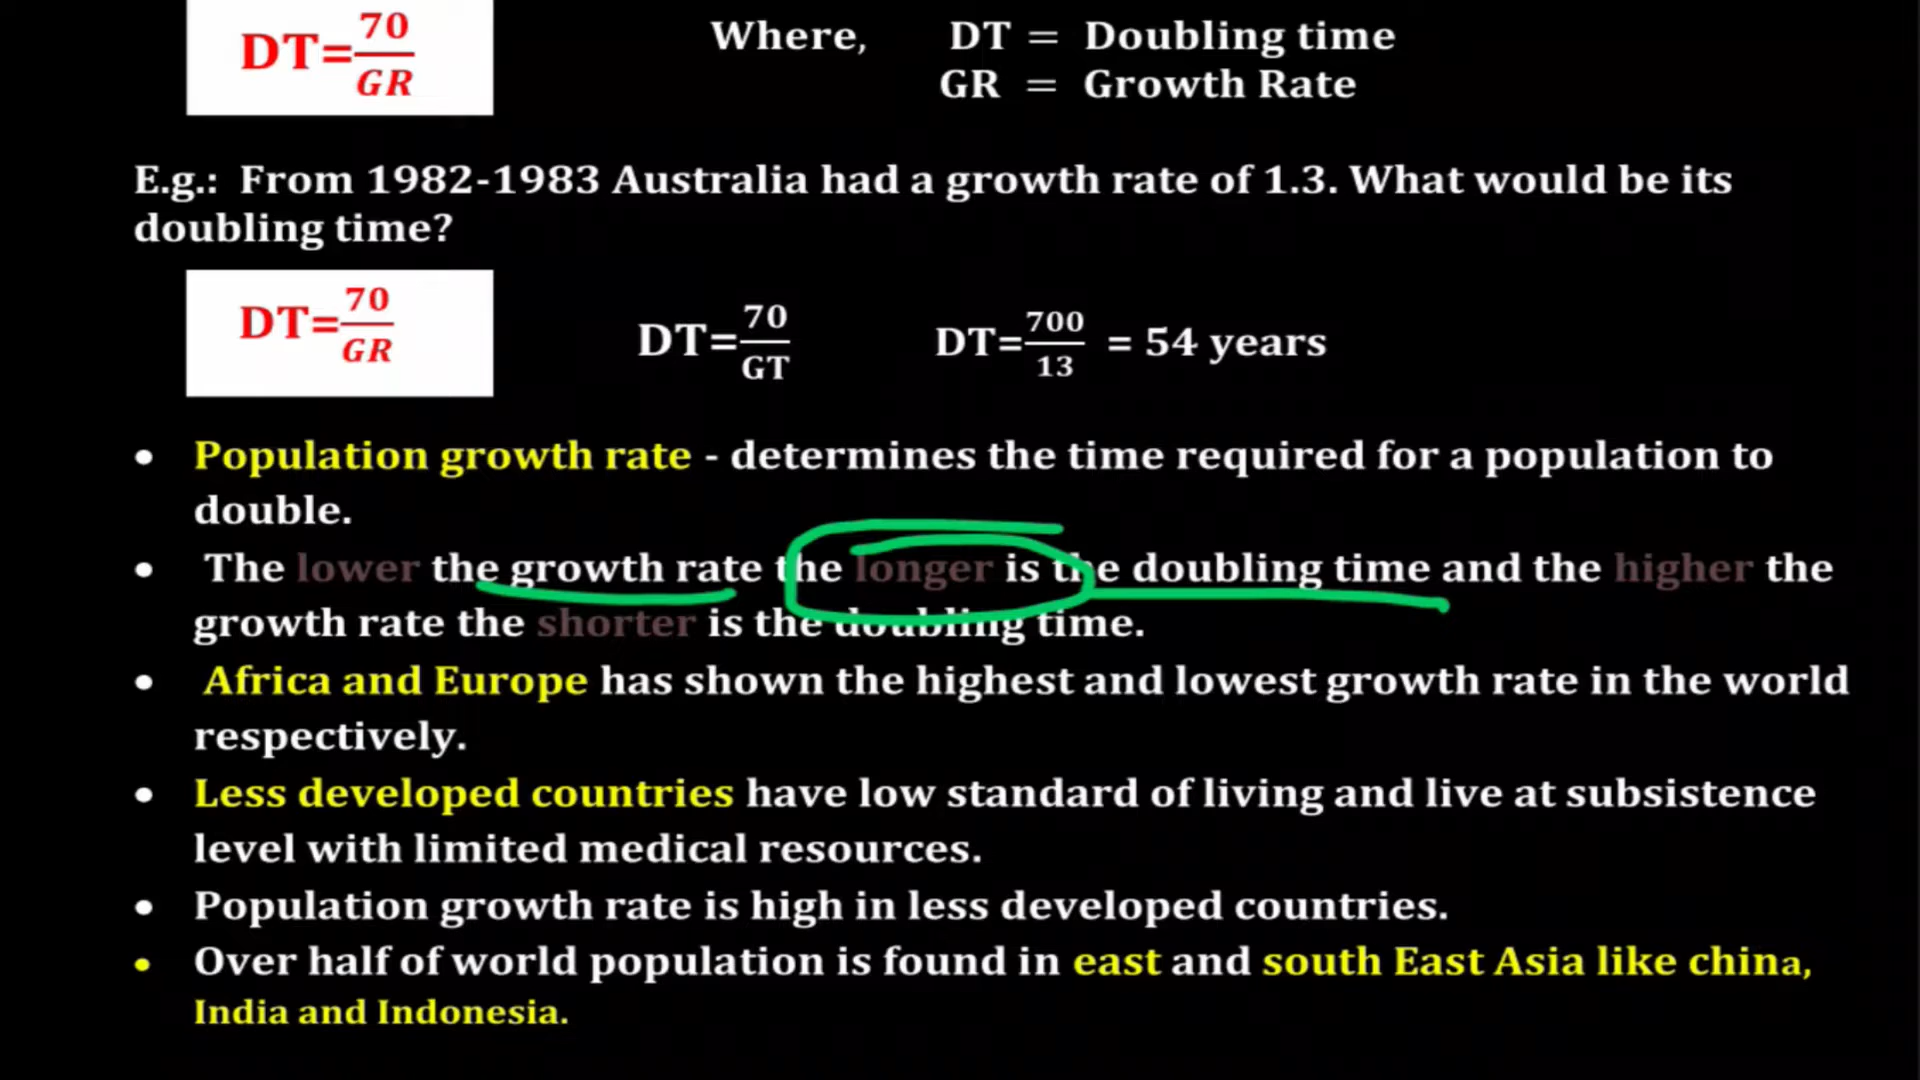 DT=70/GR
Where, DT = Doubling time
GR = Growth Rate
E.g.: From 1982-1983 Australia had a growth rate of 1.3. What would be its
doubling time?
DT=70/GR DT=70/GT DT=700/13 = 54 years
• Population growth rate - determines the time required for a population to
double.
• The lower the growth rate the longer is the doubling time and the higher the
growth rate the shorter is the doubling time.
• Africa and Europe has shown the highest and lowest growth rate in the world
respectively.
• Less developed countries have low standard of living and live at subsistence
level with limited medical resources.
• Population growth rate is high in less developed countries.
• Over half of world population is found in east and south East Asia like china,
India and Indonesia.